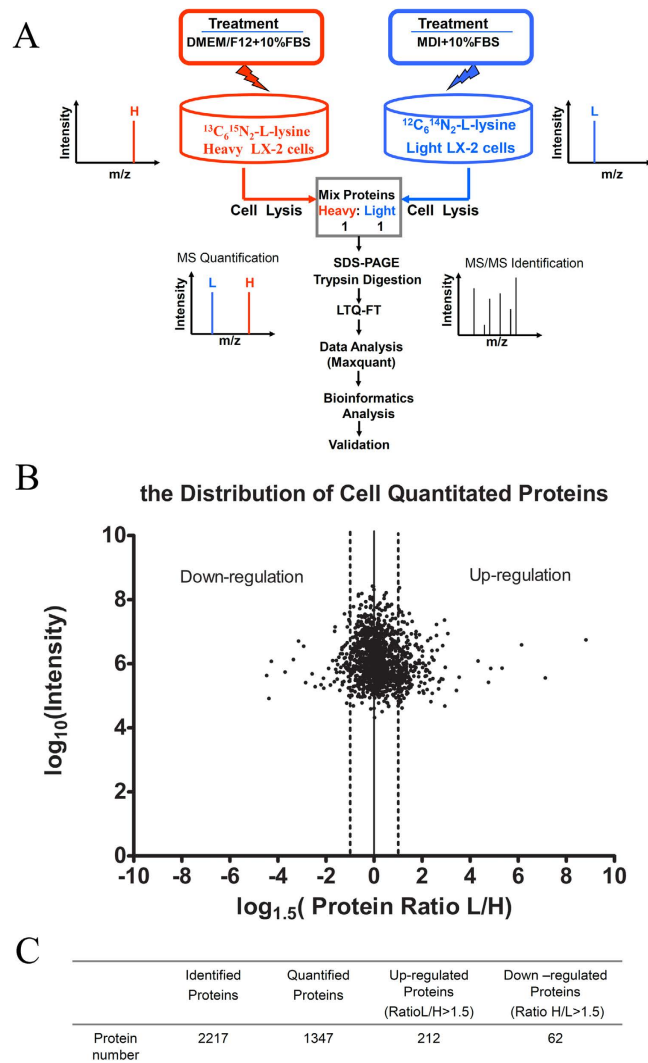 A
Treatment
DMEM/F12+10%FBS
Treatment
MDI+10%FBS
Intensity
H
m/z
¹³C₆¹⁵N₂-L-lysine
Heavy LX-2 cells
¹²C₆¹⁴N₂-L-lysine
Light LX-2 cells
Intensity
L
m/z
Cell Lysis
Mix Proteins
Heavy: Light
1 1
Cell Lysis
MS Quantification
Intensity
L H
m/z
SDS-PAGE
Trypsin Digestion
LTQ-FT
Data Analysis
(Maxquant)
Bioinformatics
Analysis
Validation
MS/MS Identification
Intensity
m/z
B
the Distribution of Cell Quantitated Proteins
Down-regulation
Up-regulation
log₁₀(Intensity)
10
8
6
4
2
0
-10 -8 -6 -4 -2 0 2 4 6 8 10
log₁.₅( Protein Ratio L/H)
C
Identified Proteins
Quantified Proteins
Up-regulated Proteins (RatioL/H>1.5)
Down –regulated Proteins (Ratio H/L>1.5)
Protein number
2217 1347 212 62